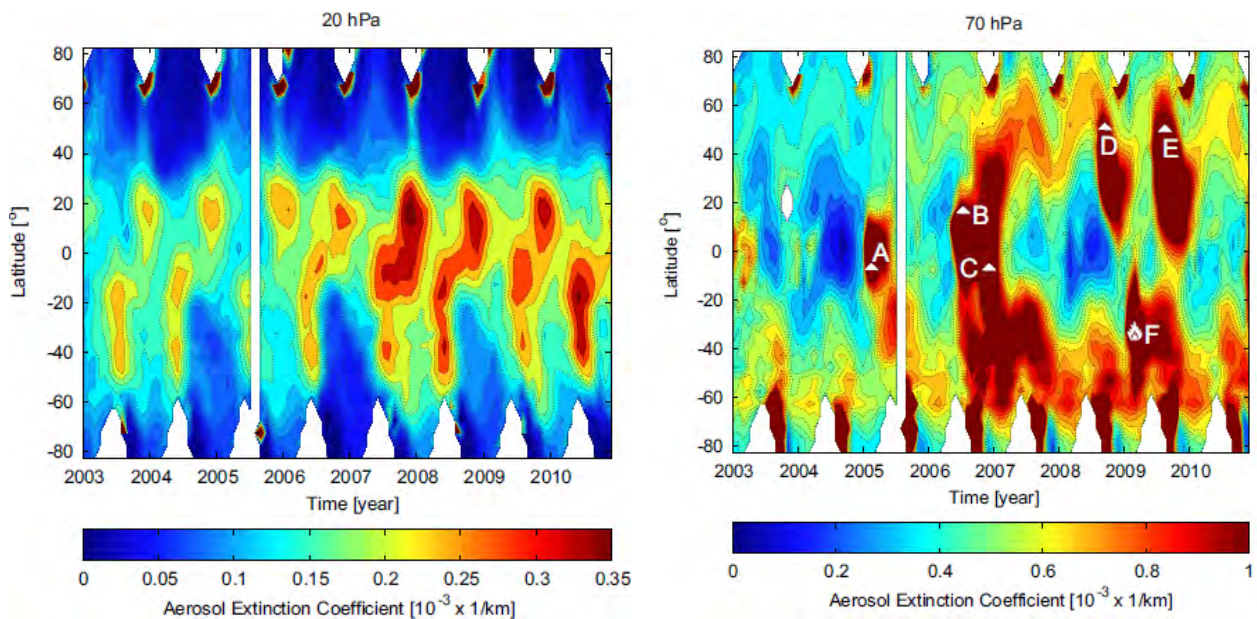 20 hPa
80
60
40
20
0
-20
-40
-60
-80
Latitude [°]
2003 2004 2005 2006 2007 2008 2009 2010
Time [year]
0 0.05 0.1 0.15 0.2 0.25 0.3 0.35
Aerosol Extinction Coefficient [10⁻³ x 1/km]
70 hPa
80
60
40
20
0
-20
-40
-60
-80
Latitude [°]
A
B
C
D
E
F
2003 2004 2005 2006 2007 2008 2009 2010
Time [year]
0 0.2 0.4 0.6 0.8 1
Aerosol Extinction Coefficient [10⁻³ x 1/km]